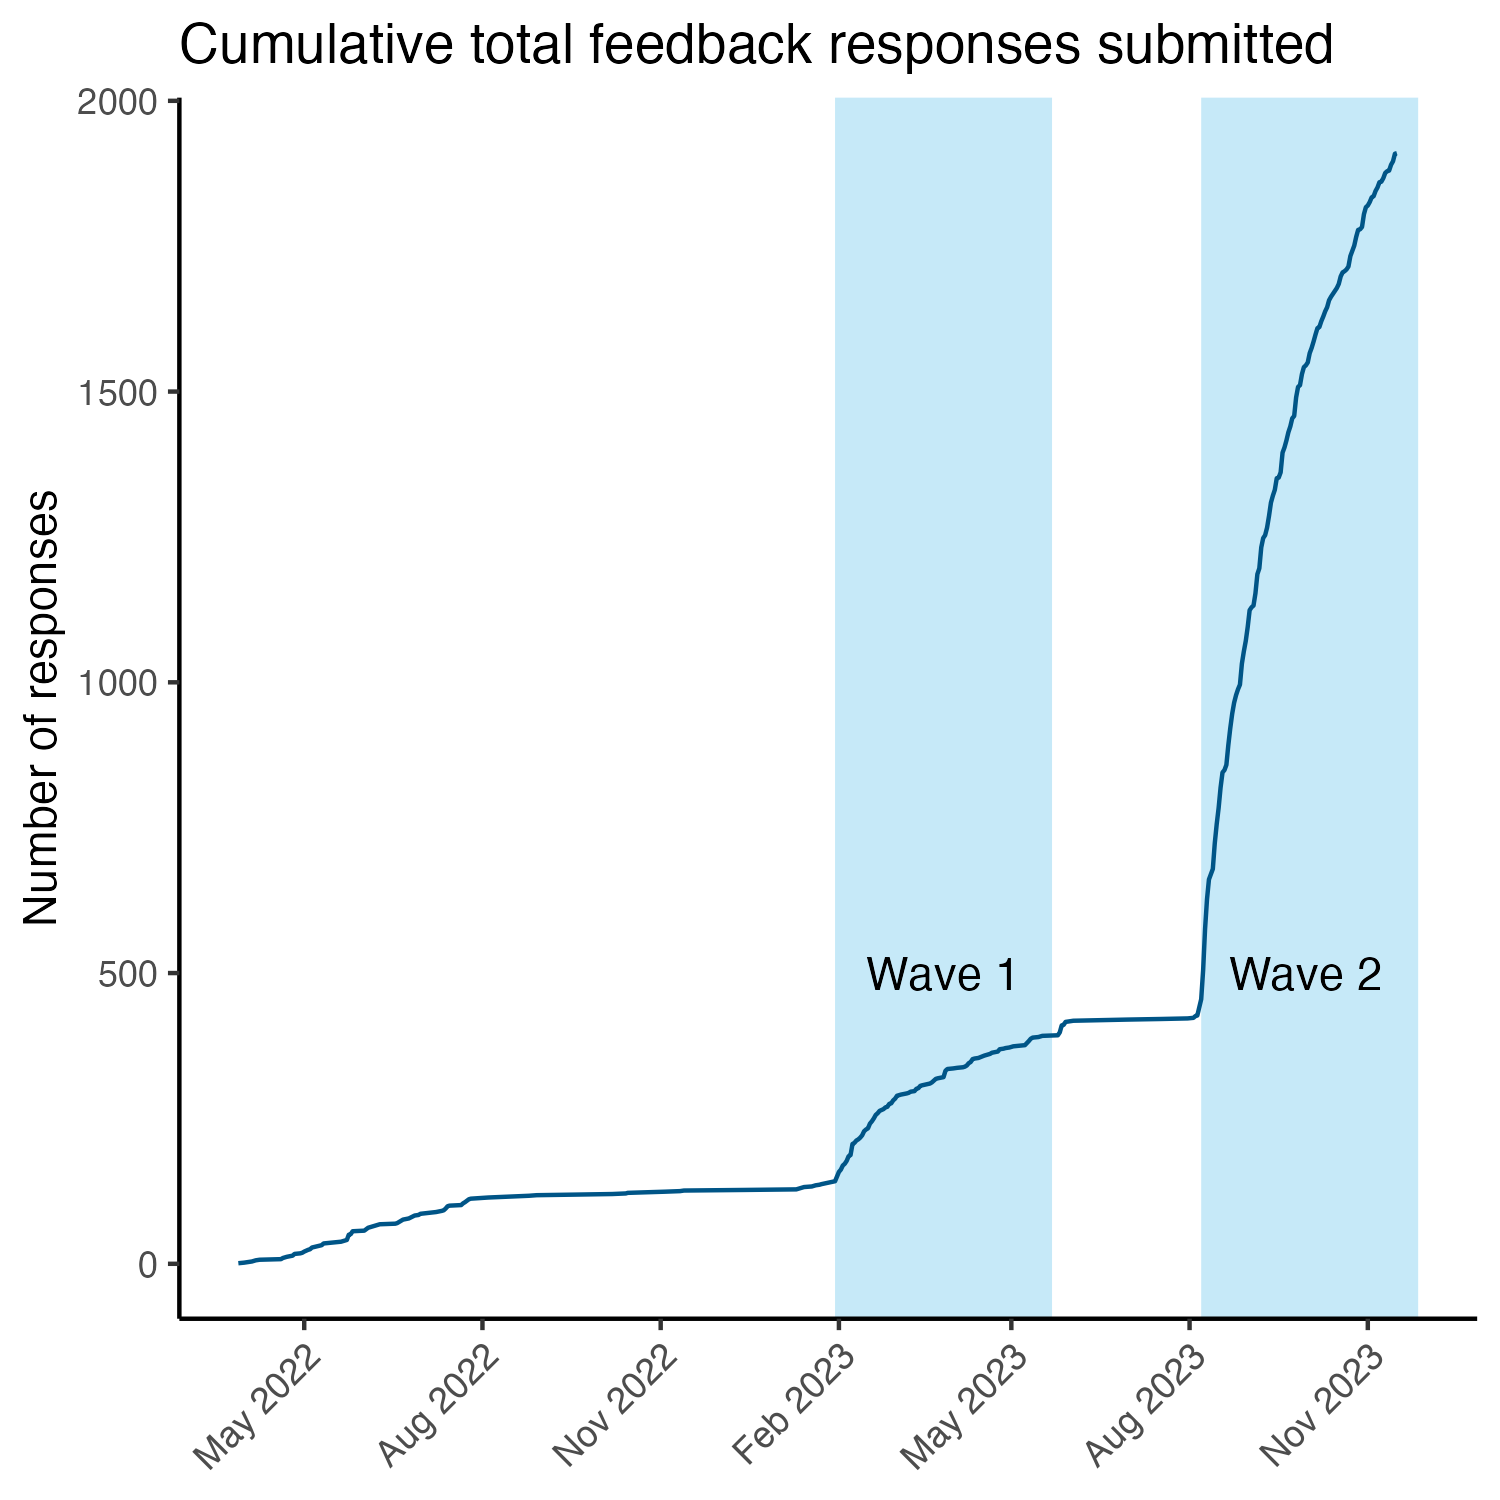 Cumulative total feedback responses submitted
Number of responses
2000
1500
1000
500
0
Wave 1
Wave 2
May 2022
Aug 2022
Nov 2022
Feb 2023
May 2023
Aug 2023
Nov 2023